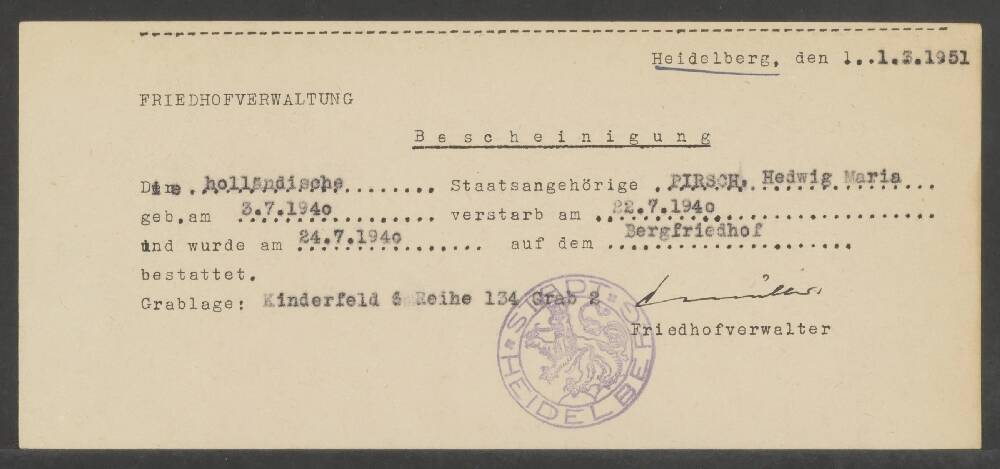 Heidelberg, den 1..1.3.1951
FRIEDHOFVERWALTUNG
Bescheinigung
Die holländische Staatsangehörige PIRSCH, Hedwig Maria
geb.am 3.7.1940 verstarb am 22.7.1940
und wurde am 24.7.1940 auf dem Bergfriedhof
bestattet.
Grablage: Kinderfeld 6 Reihe 134 Grab 2
Friedhofverwalter
STADT HEIDELBERG